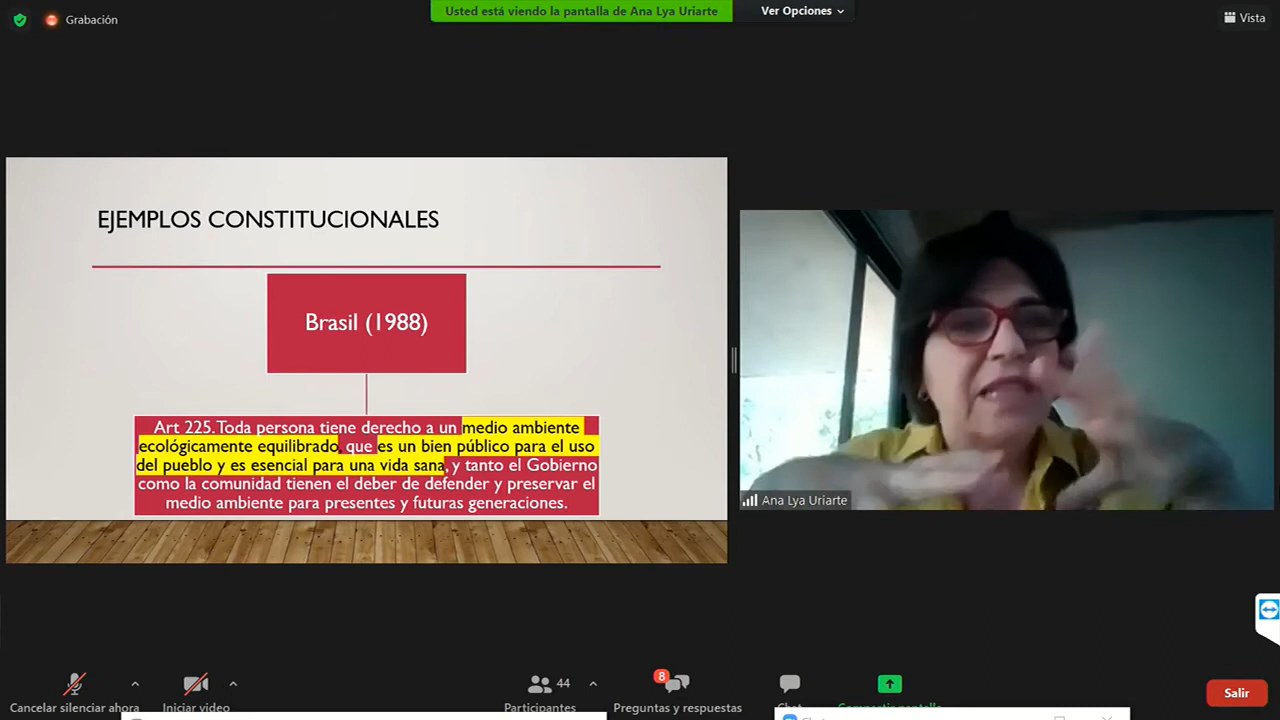 Grabación
Usted está viendo la pantalla de Ana Lya Uriarte
Ver Opciones
Vista
EJEMPLOS CONSTITUCIONALES
Brasil (1988)
Art 225. Toda persona tiene derecho a un medio ambiente
ecológicamente equilibrado, que es un bien público para el uso
del pueblo y es esencial para una vida sana, y tanto el Gobierno
como la comunidad tienen el deber de defender y preservar el
medio ambiente para presentes y futuras generaciones.
Ana Lya Uriarte
Cancelar silenciar ahora
Iniciar video
44
Participantes
8
Preguntas y respuestas
Chat
Compartir pantalla
Salir
Chat